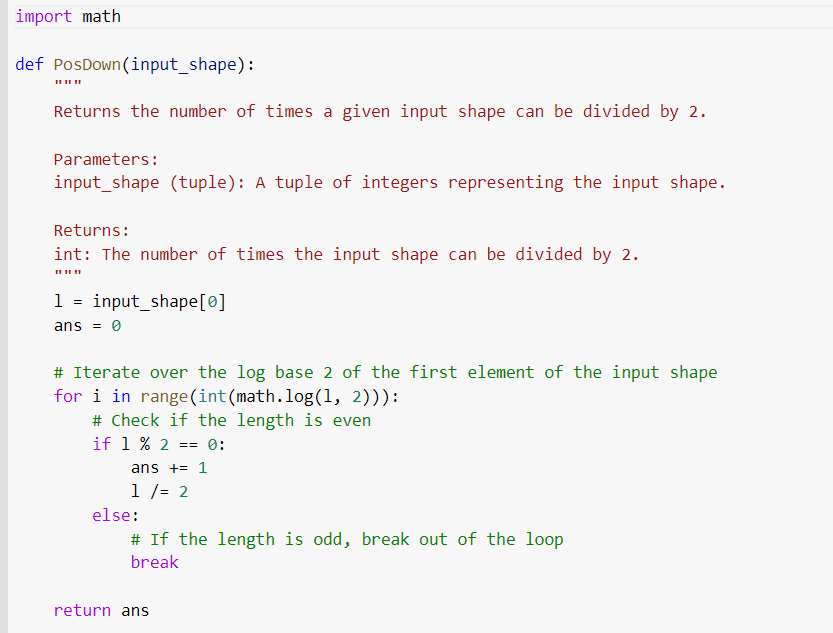 import math
def PosDown(input_shape):
    """
    Returns the number of times a given input shape can be divided by 2.
    Parameters:
    input_shape (tuple): A tuple of integers representing the input shape.
    Returns:
    int: The number of times the input shape can be divided by 2.
    """
    l = input_shape[0]
    ans = 0
    # Iterate over the log base 2 of the first element of the input shape
    for i in range(int(math.log(l, 2))):
        # Check if the length is even
        if l % 2 == 0:
            ans += 1
            l /= 2
        else:
            # If the length is odd, break out of the loop
            break
    return ans